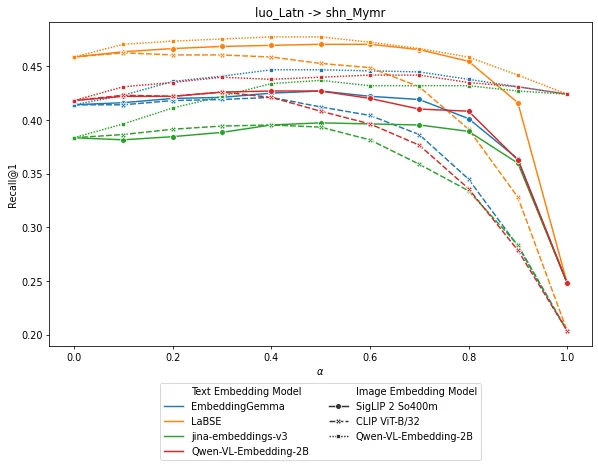 luo_Latn -> shn_Mymr
Recall@1
0.45
0.40
0.35
0.30
0.25
0.20
0.0 0.2 0.4 0.6 0.8 1.0
α
Text Embedding Model
EmbeddingGemma
LaBSE
jina-embeddings-v3
Qwen-VL-Embedding-2B
Image Embedding Model
SigLIP 2 So400m
CLIP ViT-B/32
Qwen-VL-Embedding-2B